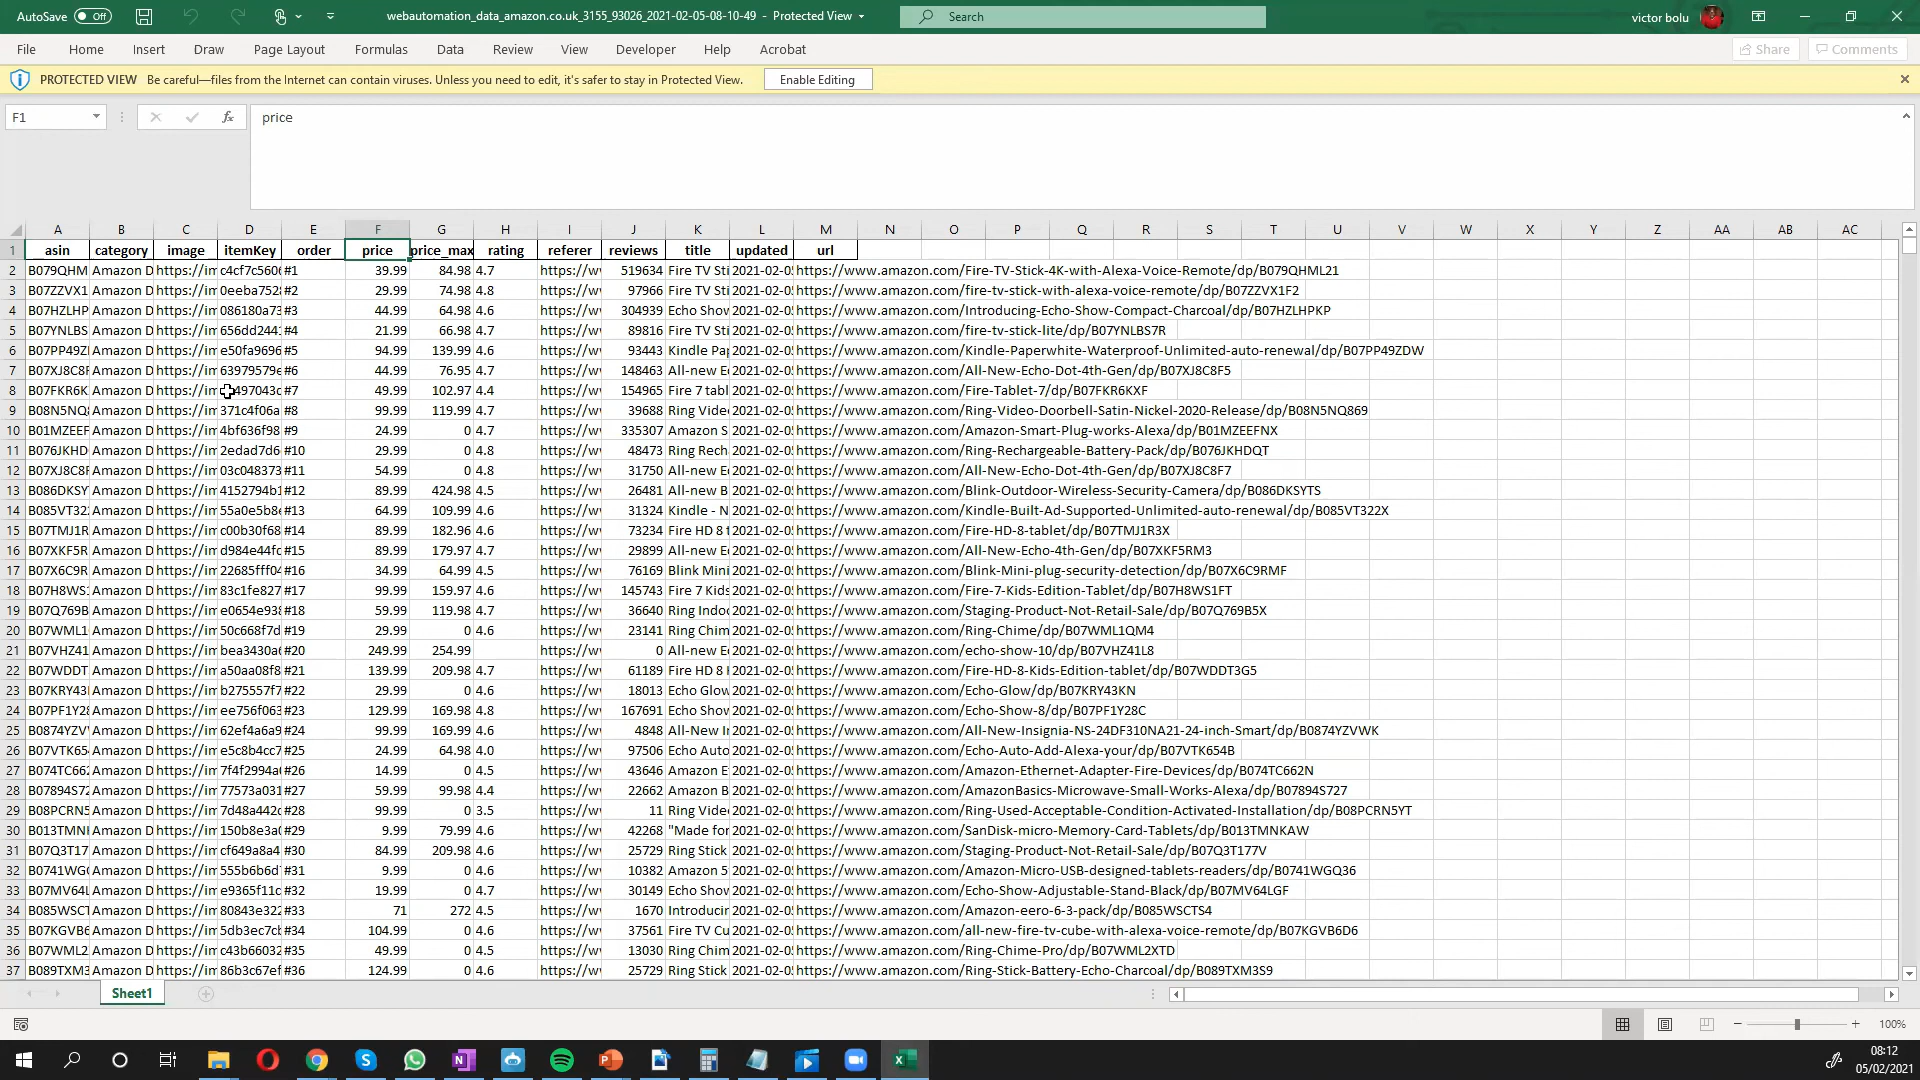 AutoSave Off webautomation_data_amazon.co.uk_3155_93026_2021-02-05-08-10-49 - Protected View Search victor bolu
File Home Insert Draw Page Layout Formulas Data Review View Developer Help Acrobat Share Comments
PROTECTED VIEW Be careful—files from the Internet can contain viruses. Unless you need to edit, it's safer to stay in Protected View. Enable Editing
F1 fx price
A B C D E F G H I J K L M N O P Q R S T U V W X Y Z AA AB AC
1 asin category image itemKey order price price_max rating referer reviews title updated url
2 B079QHM Amazon D https://im c4cf7c560 #1 39.99 84.98 4.7 https://w 519634 Fire TV Sti 2021-02-0 https://www.amazon.com/Fire-TV-Stick-4K-with-Alexa-Voice-Remote/dp/B079QHML21
3 B07ZZVX1 Amazon D https://im 0eeba752 #2 29.99 74.98 4.8 https://w 97966 Fire TV Sti 2021-02-0 https://www.amazon.com/fire-tv-stick-with-alexa-voice-remote/dp/B07ZZVX1F2
4 B07HZLHP Amazon D https://im 086180a73 #3 44.99 64.98 4.6 https://w 304939 Echo Show 2021-02-0 https://www.amazon.com/Introducing-Echo-Show-Compact-Charcoal/dp/B07HZLHPKP
5 B07YNLBS Amazon D https://im 656dd244 #4 21.99 66.98 4.7 https://w 89816 Fire TV Sti 2021-02-0 https://www.amazon.com/fire-tv-stick-lite/dp/B07YNLBS7R
6 B07PP49Z Amazon D https://im e50fa9696 #5 94.99 139.99 4.6 https://w 93443 Kindle Pap 2021-02-0 https://www.amazon.com/Kindle-Paperwhite-Waterproof-Unlimited-auto-renewal/dp/B07PP49ZDW
7 B07XJ8C8F Amazon D https://im 63979579e #6 44.99 76.95 4.7 https://w 148463 All-new Ec 2021-02-0 https://www.amazon.com/All-New-Echo-Dot-4th-Gen/dp/B07XJ8C8F5
8 B07FKR6K Amazon D https://im 497043c #7 49.99 102.97 4.4 https://w 154965 Fire 7 tabl 2021-02-0 https://www.amazon.com/Fire-Tablet-7/dp/B07FKR6KXF
9 B08N5NQ Amazon D https://im 371c4f06a #8 99.99 119.99 4.7 https://w 39688 Ring Vide 2021-02-0 https://www.amazon.com/Ring-Video-Doorbell-Satin-Nickel-2020-Release/dp/B08N5NQ869
10 B01MZEEF Amazon D https://im 4bf636f98 #9 24.99 0 4.7 https://w 335307 Amazon S 2021-02-0 https://www.amazon.com/Amazon-Smart-Plug-works-Alexa/dp/B01MZEEFNX
11 B076JKHD Amazon D https://im 2edad7d6 #10 29.99 0 4.8 https://w 48473 Ring Rech 2021-02-0 https://www.amazon.com/Ring-Rechargeable-Battery-Pack/dp/B076JKHDQT
12 B07XJ8C8F Amazon D https://im 03c048373 #11 54.99 0 4.8 https://w 31750 All-new Ec 2021-02-0 https://www.amazon.com/All-New-Echo-Dot-4th-Gen/dp/B07XJ8C8F7
13 B086DKSY Amazon D https://im 4152794b #12 89.99 424.98 4.5 https://w 26481 All-new B 2021-02-0 https://www.amazon.com/Blink-Outdoor-Wireless-Security-Camera/dp/B086DKSYTS
14 B085VT32 Amazon D https://im 55a0e5b8 #13 64.99 109.99 4.6 https://w 31324 Kindle - N 2021-02-0 https://www.amazon.com/Kindle-Built-Ad-Supported-Unlimited-auto-renewal/dp/B085VT322X
15 B07TMJ1R Amazon D https://im c00b30f68 #14 89.99 182.96 4.6 https://w 73234 Fire HD 8 t 2021-02-0 https://www.amazon.com/Fire-HD-8-tablet/dp/B07TMJ1R3X
16 B07XKF5R Amazon D https://im d984e44fc #15 89.99 179.97 4.7 https://w 29899 All-new Ec 2021-02-0 https://www.amazon.com/All-New-Echo-4th-Gen/dp/B07XKF5RM3
17 B07X6C9R Amazon D https://im 22685fff04 #16 34.99 64.99 4.5 https://w 76169 Blink Mini 2021-02-0 https://www.amazon.com/Blink-Mini-plug-security-detection/dp/B07X6C9RMF
18 B07H8WS Amazon D https://im 83c1fe827 #17 99.99 159.97 4.6 https://w 145743 Fire 7 Kids 2021-02-0 https://www.amazon.com/Fire-7-Kids-Edition-Tablet/dp/B07H8WS1FT
19 B07Q769B Amazon D https://im e0654e938 #18 59.99 119.98 4.7 https://w 36640 Ring Indo 2021-02-0 https://www.amazon.com/Staging-Product-Not-Retail-Sale/dp/B07Q769B5X
20 B07WML1 Amazon D https://im 50c668f7d #19 29.99 0 4.6 https://w 23141 Ring Chim 2021-02-0 https://www.amazon.com/Ring-Chime/dp/B07WML1QM4
21 B07VHZ41 Amazon D https://im bea3430a #20 249.99 254.99 https://w 0 All-new Ec 2021-02-0 https://www.amazon.com/echo-show-10/dp/B07VHZ41L8
22 B07WDDT Amazon D https://im a50aa08f8 #21 139.99 209.98 4.7 https://w 61189 Fire HD 8 2021-02-0 https://www.amazon.com/Fire-HD-8-Kids-Edition-tablet/dp/B07WDDT3G5
23 B07KRY43 Amazon D https://im b275557f7 #22 29.99 0 4.6 https://w 18013 Echo Glow 2021-02-0 https://www.amazon.com/Echo-Glow/dp/B07KRY43KN
24 B07PF1Y28 Amazon D https://im ee756f063 #23 129.99 169.98 4.8 https://w 167691 Echo Show 2021-02-0 https://www.amazon.com/Echo-Show-8/dp/B07PF1Y28C
25 B0874YZV Amazon D https://im 62ef4a6a9 #24 99.99 169.99 4.6 https://w 4848 All-New I 2021-02-0 https://www.amazon.com/All-New-Insignia-NS-24DF310NA21-24-inch-Smart/dp/B0874YZVWK
26 B07VTK65 Amazon D https://im e5c8b4cc7 #25 24.99 64.98 4.0 https://w 97506 Echo Auto 2021-02-0 https://www.amazon.com/Echo-Auto-Add-Alexa-your/dp/B07VTK654B
27 B074TC66 Amazon D https://im 7f4f2994a #26 14.99 0 4.5 https://w 43646 Amazon E 2021-02-0 https://www.amazon.com/Amazon-Ethernet-Adapter-Fire-Devices/dp/B074TC662N
28 B07894S72 Amazon D https://im 77573a031 #27 59.99 99.98 4.4 https://w 22662 Amazon B 2021-02-0 https://www.amazon.com/AmazonBasics-Microwave-Small-Works-Alexa/dp/B07894S727
29 B08PCRN5 Amazon D https://im 7d48a442c #28 99.99 0 3.5 https://w 11 Ring Vide 2021-02-0 https://www.amazon.com/Ring-Used-Acceptable-Condition-Activated-Installation/dp/B08PCRN5YT
30 B013TMN Amazon D https://im 150b8e3a #29 9.99 79.99 4.6 https://w 42268 "Made for 2021-02-0 https://www.amazon.com/SanDisk-micro-Memory-Card-Tablets/dp/B013TMNKAW
31 B07Q3T17 Amazon D https://im cf649a8a4 #30 84.99 209.98 4.6 https://w 25729 Ring Stick 2021-02-0 https://www.amazon.com/Staging-Product-Not-Retail-Sale/dp/B07Q3T177V
32 B0741WG Amazon D https://im 555b6b6d #31 9.99 0 4.6 https://w 10382 Amazon 5 2021-02-0 https://www.amazon.com/Amazon-Micro-USB-designed-tablets-readers/dp/B0741WGQ36
33 B07MV64L Amazon D https://im e9365f11c #32 19.99 0 4.7 https://w 30149 Echo Show 2021-02-0 https://www.amazon.com/Echo-Show-Adjustable-Stand-Black/dp/B07MV64LGF
34 B085WSCT Amazon D https://im 80843e322 #33 71 272 4.5 https://w 1670 Introducin 2021-02-0 https://www.amazon.com/Amazon-eero-6-3-pack/dp/B085WSCTS4
35 B07KGVB6 Amazon D https://im 5db3ec7cb #34 104.99 0 4.6 https://w 37561 Fire TV Cu 2021-02-0 https://www.amazon.com/all-new-fire-tv-cube-with-alexa-voice-remote/dp/B07KGVB6D6
36 B07WML2 Amazon D https://im c43b66032 #35 49.99 0 4.5 https://w 13030 Ring Chim 2021-02-0 https://www.amazon.com/Ring-Chime-Pro/dp/B07WML2XTD
37 B089TXM3 Amazon D https://im 86b3c67ef #36 124.99 0 4.6 https://w 25729 Ring Stick 2021-02-0 https://www.amazon.com/Ring-Stick-Battery-Echo-Charcoal/dp/B089TXM3S9
Sheet1
100%
08:12
05/02/2021